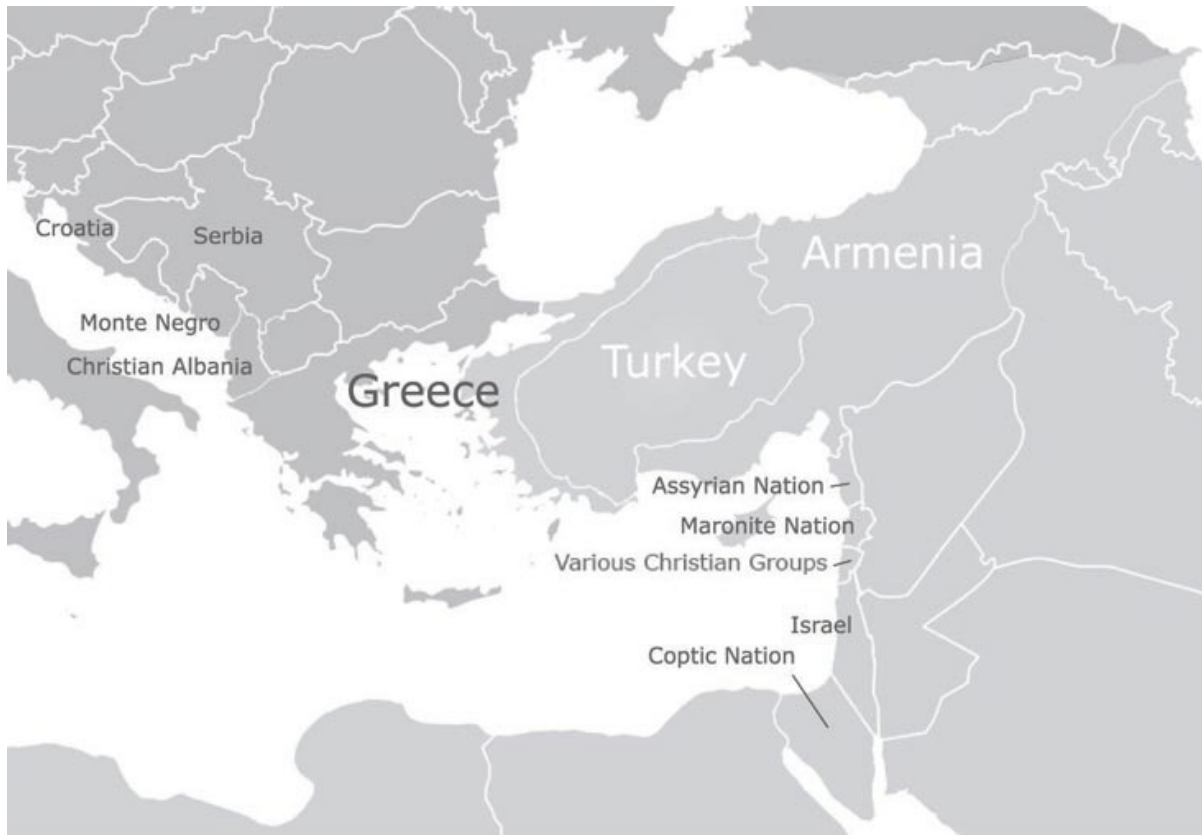 Croatia
Serbia
Armenia
Monte Negro
Christian Albania
Turkey
Greece
Assyrian Nation
Maronite Nation
Various Christian Groups
Israel
Coptic Nation